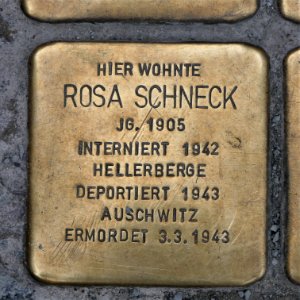 HIER WOHNTE
ROSA SCHNECK
JG. 1905
INTERNIERT 1942
HELLERBERGE
DEPORTIERT 1943
AUSCHWITZ
ERMORDET 3.3.1943